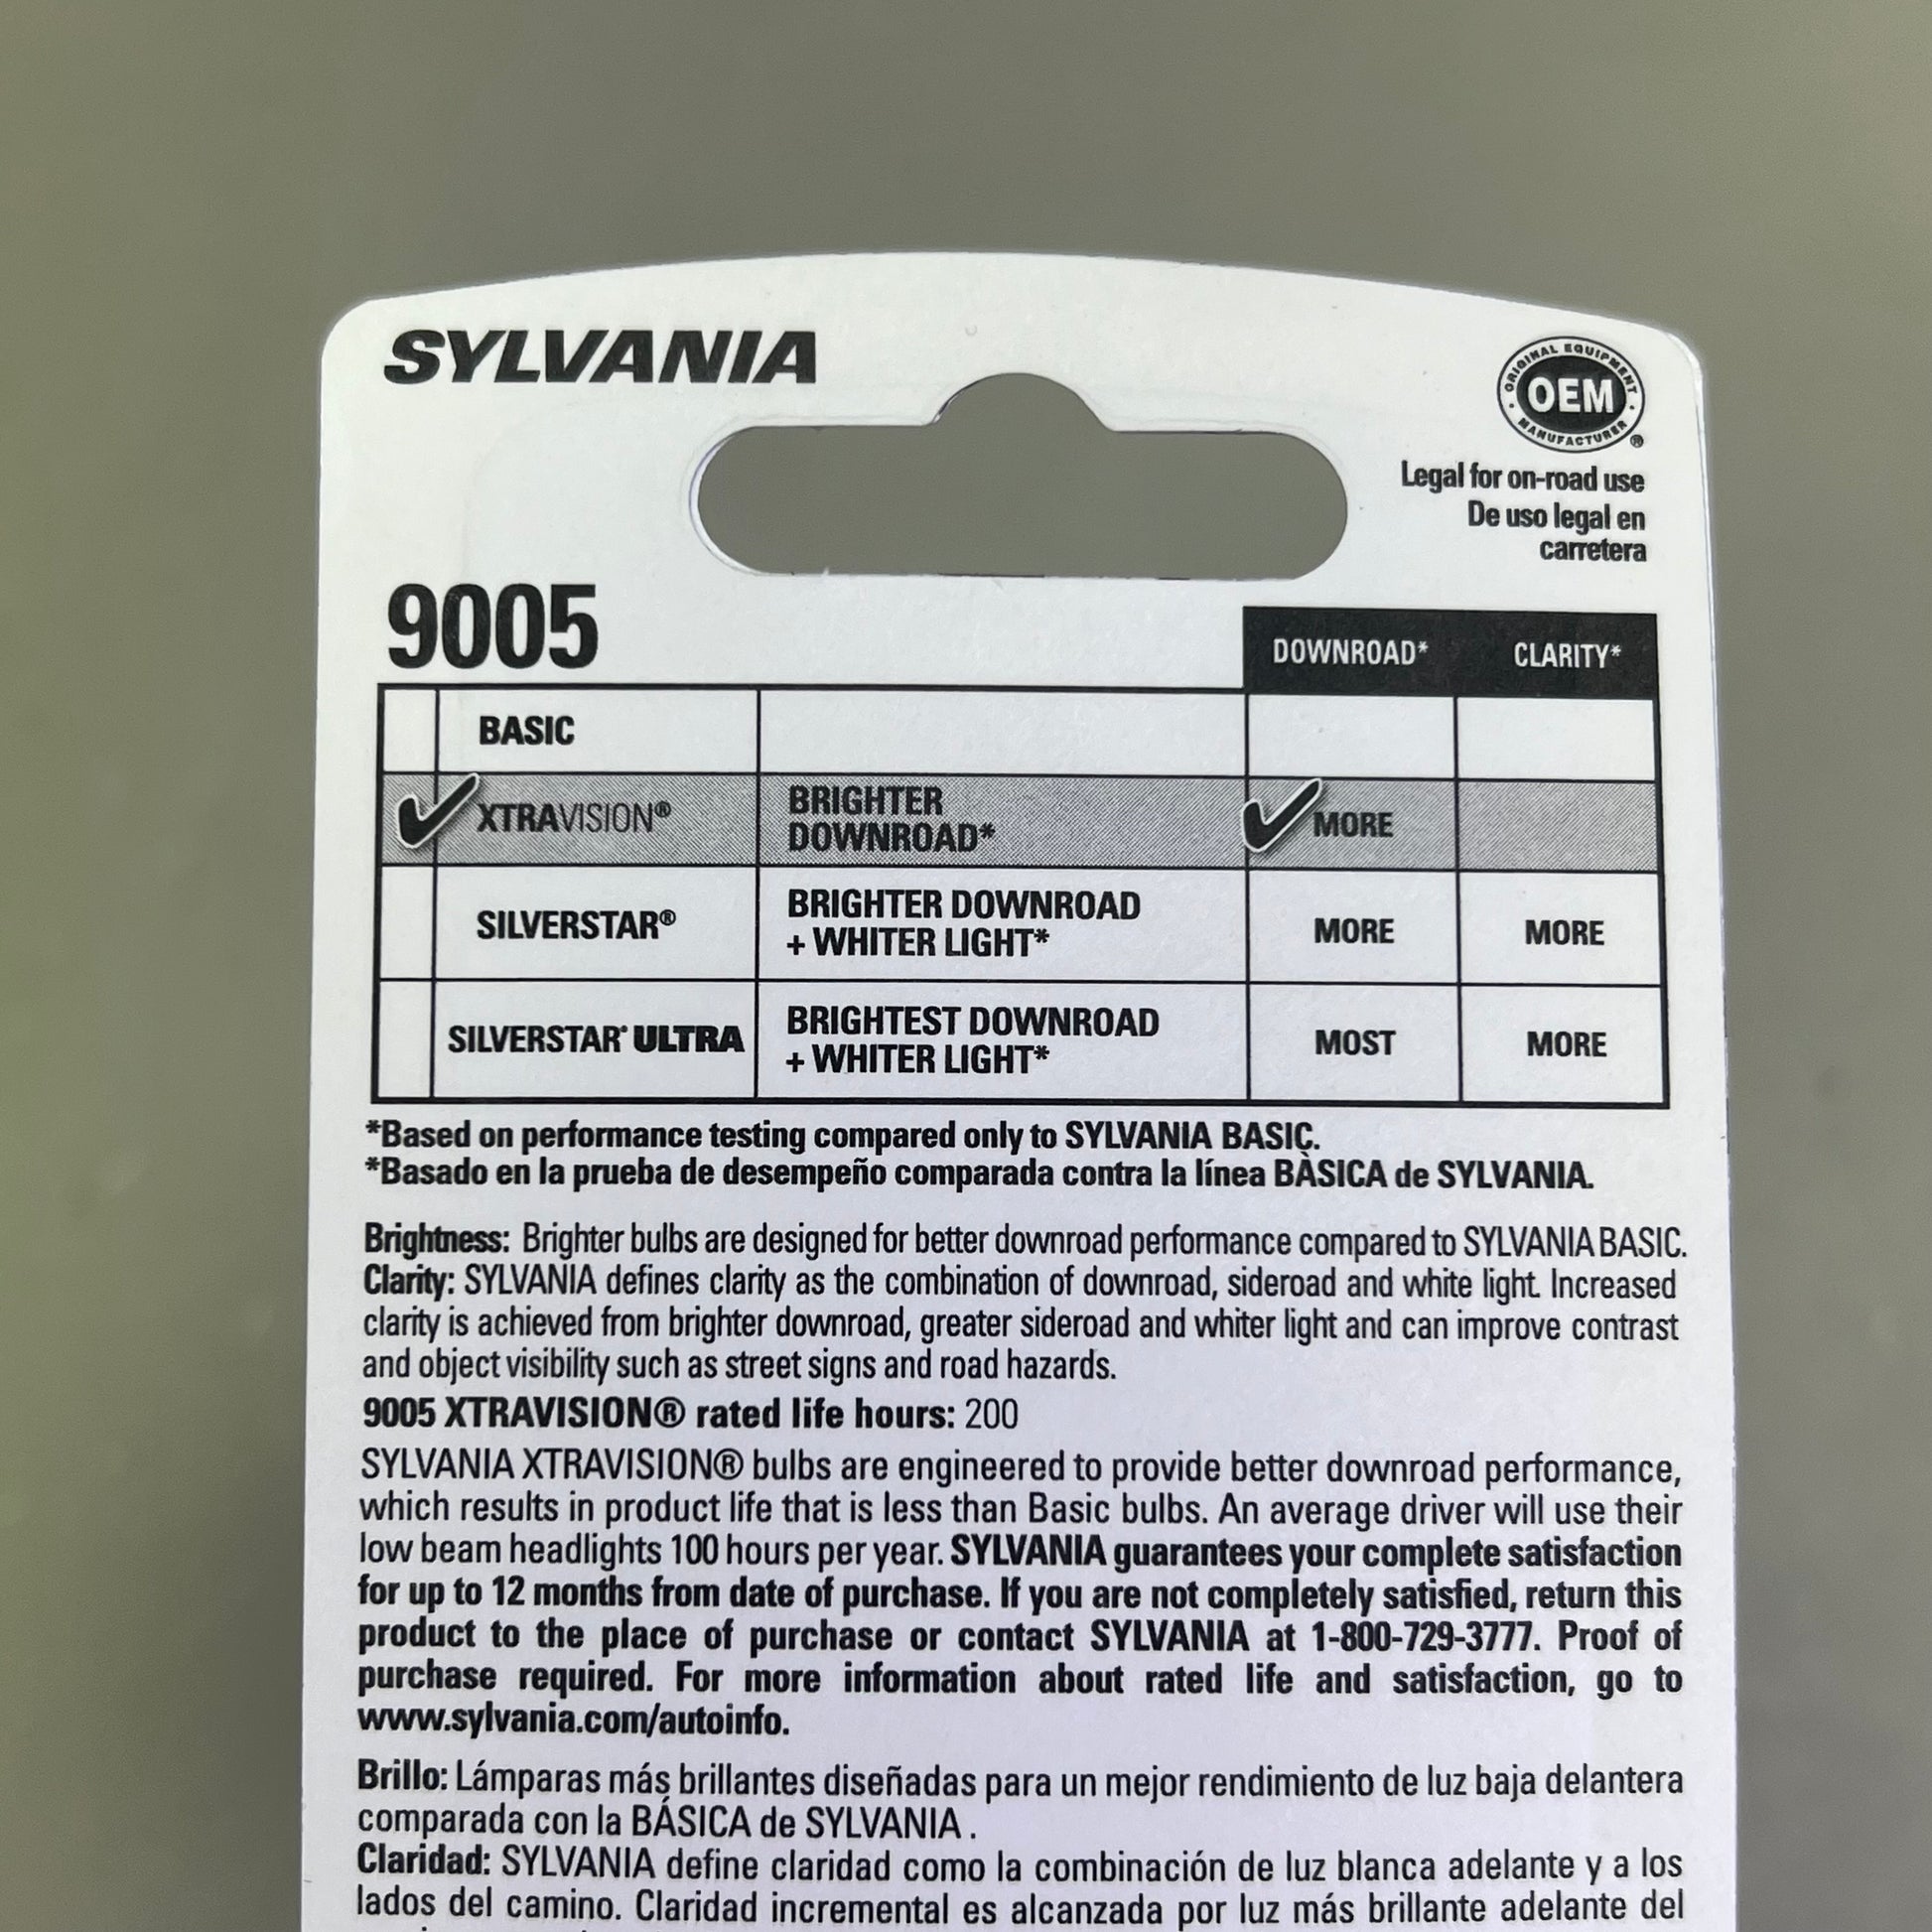 SYLVANIA
ORIGINAL EQUIPMENT
OEM
MANUFACTURER ®
Legal for on-road use
De uso legal en
carretera
9005
DOWNROAD* CLARITY*
BASIC
XTRAVISION® BRIGHTER DOWNROAD* MORE
SILVERSTAR® BRIGHTER DOWNROAD + WHITER LIGHT* MORE MORE
SILVERSTAR® ULTRA BRIGHTEST DOWNROAD + WHITER LIGHT* MOST MORE
*Based on performance testing compared only to SYLVANIA BASIC.
*Basado en la prueba de desempeño comparada contra la línea BÀSICA de SYLVANIA.
Brightness: Brighter bulbs are designed for better downroad performance compared to SYLVANIA BASIC.
Clarity: SYLVANIA defines clarity as the combination of downroad, sideroad and white light. Increased
clarity is achieved from brighter downroad, greater sideroad and whiter light and can improve contrast
and object visibility such as street signs and road hazards.
9005 XTRAVISION® rated life hours: 200
SYLVANIA XTRAVISION® bulbs are engineered to provide better downroad performance,
which results in product life that is less than Basic bulbs. An average driver will use their
low beam headlights 100 hours per year. SYLVANIA guarantees your complete satisfaction
for up to 12 months from date of purchase. If you are not completely satisfied, return this
product to the place of purchase or contact SYLVANIA at 1-800-729-3777. Proof of
purchase required. For more information about rated life and satisfaction, go to
www.sylvania.com/autoinfo.
Brillo: Lámparas más brillantes diseñadas para un mejor rendimiento de luz baja delantera
comparada con la BÁSICA de SYLVANIA .
Claridad: SYLVANIA define claridad como la combinación de luz blanca adelante y a los
lados del camino. Claridad incremental es alcanzada por luz más brillante adelante del